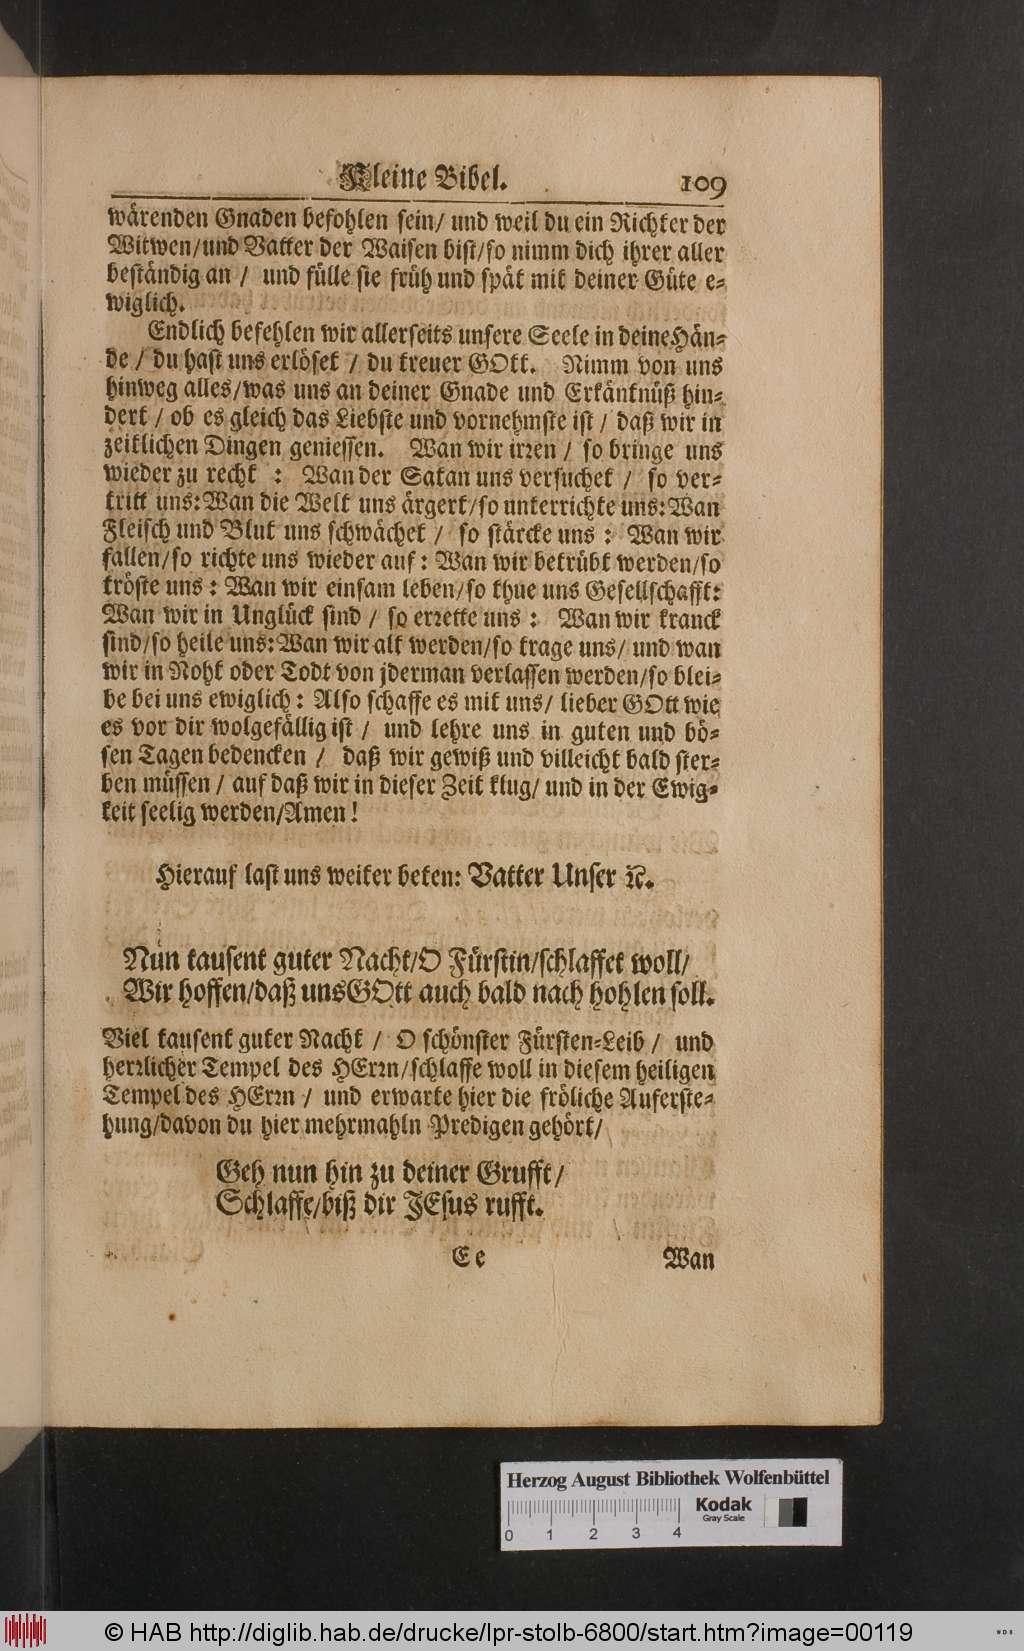 Kleine Bibel. 109
wärenden Gnaden befohlen sein/ und weil du ein Richter der
Witwen/und Vatter der Waisen bist/so nimm dich ihrer aller
beständig an / und fülle sie früh und spät mit deiner Güte e-
wiglich.
Endlich befehlen wir allerseits unsere Seele in deine Hän-
de / du hast uns erlöset / du treuer GOtt. Nimm von uns
hinweg alles/was uns an deiner Gnade und Erkäntnüß hin-
dert / ob es gleich das Liebste und vornehmste ist / daß wir in
zeitlichen Dingen geniessen. Wan wir irren / so bringe uns
wieder zu recht : Wan der Satan uns versuchet / so ver-
tritt uns: Wan die Welt uns ärgert/so unterrichte uns: Wan
Fleisch und Blut uns schwächet / so stärcke uns : Wan wir
fallen/so richte uns wieder auf : Wan wir betrübt werden/so
tröste uns : Wan wir einsam leben/so thue uns Gesellschafft:
Wan wir in Unglück sind / so errette uns : Wan wir kranck
sind/so heile uns: Wan wir alt werden/so trage uns/ und wan
wir in Noht oder Todt von jderman verlassen werden/so blei-
be bei uns ewiglich : Also schaffe es mit uns/ lieber GOtt wie
es vor dir wolgefällig ist / und lehre uns in guten und bö-
sen Tagen bedencken / daß wir gewiß und villeicht bald ster-
ben müssen / auf daß wir in dieser Zeit klug/ und in der Ewig-
keit seelig werden/Amen!
Hierauf last uns weiter beten: Vatter Unser ꝛc.
Nun tausent guter Nacht/O Fürstin/schlaffet woll/
Wir hoffen/daß uns GOtt auch bald nach hohlen soll.
Viel tausent guter Nacht / O schönster Fürsten-Leib / und
herrlicher Tempel des HErrn/schlaffe woll in diesem heiligen
Tempel des HErrn / und erwarte hier die fröliche Auferste-
hung/davon du hier mehrmahln Predigen gehört/
Geh nun hin zu deiner Grufft/
Schlaffe/biß dir JEsus rufft.
Ee Wan
Herzog August Bibliothek Wolfenbüttel
Kodak
Gray Scale
0 1 2 3 4
© HAB http://diglib.hab.de/drucke/lpr-stolb-6800/start.htm?image=00119